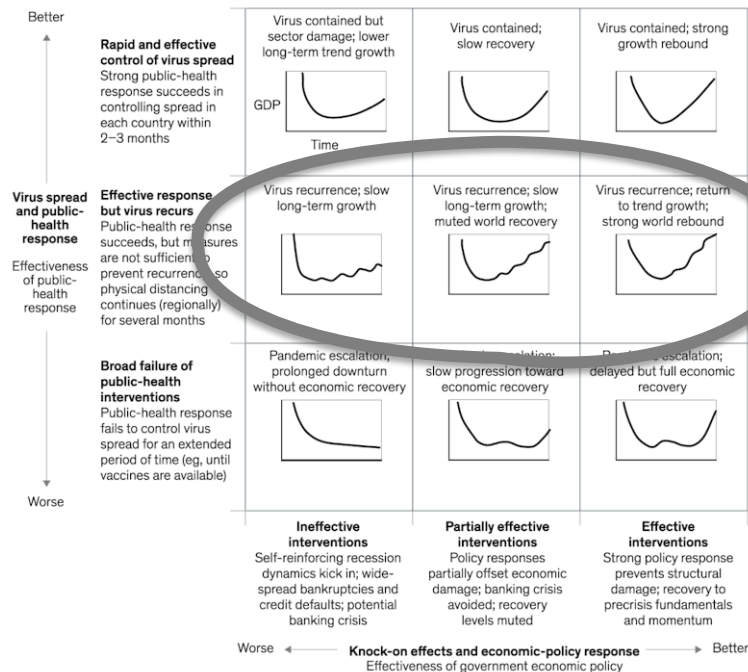 Better
Rapid and effective
control of virus spread
Strong public-health
response succeeds in
controlling spread in
each country within
2–3 months
Virus contained but
sector damage; lower
long-term trend growth
GDP
Time
Virus contained;
slow recovery
Virus contained; strong
growth rebound
Virus spread
and public-
health
response
Effectiveness
of public-
health
response
Effective response
but virus recurs
Public-health response
succeeds, but measures
are not sufficient to
prevent recurrence so
physical distancing
continues (regionally)
for several months
Virus recurrence; slow
long-term growth
Virus recurrence; slow
long-term growth;
muted world recovery
Virus recurrence; return
to trend growth;
strong world rebound
Broad failure of
public-health
interventions
Public-health response
fails to control virus
spread for an extended
period of time (eg, until
vaccines are available)
Pandemic escalation;
prolonged downturn
without economic recovery
escalation;
slow progression toward
economic recovery
escalation;
delayed but full economic
recovery
Worse
Ineffective
interventions
Self-reinforcing recession
dynamics kick in; wide-
spread bankruptcies and
credit defaults; potential
banking crisis
Partially effective
interventions
Policy responses
partially offset economic
damage; banking crisis
avoided; recovery
levels muted
Effective
interventions
Strong policy response
prevents structural
damage; recovery to
precrisis fundamentals
and momentum
Worse
Knock-on effects and economic-policy response
Better
Effectiveness of government economic policy